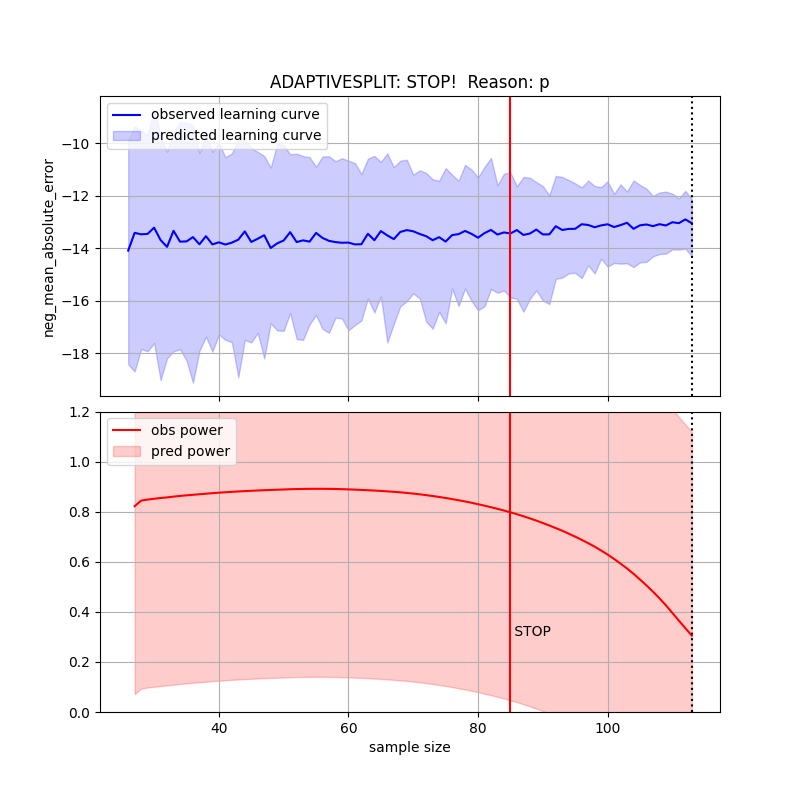 ADAPTIVESPLIT: STOP!  Reason: p
observed learning curve
predicted learning curve
neg_mean_absolute_error
−10
−12
−14
−16
−18
obs power
pred power
1.2
1.0
0.8
0.6
0.4
0.2
0.0
STOP
40
60
80
100
sample size